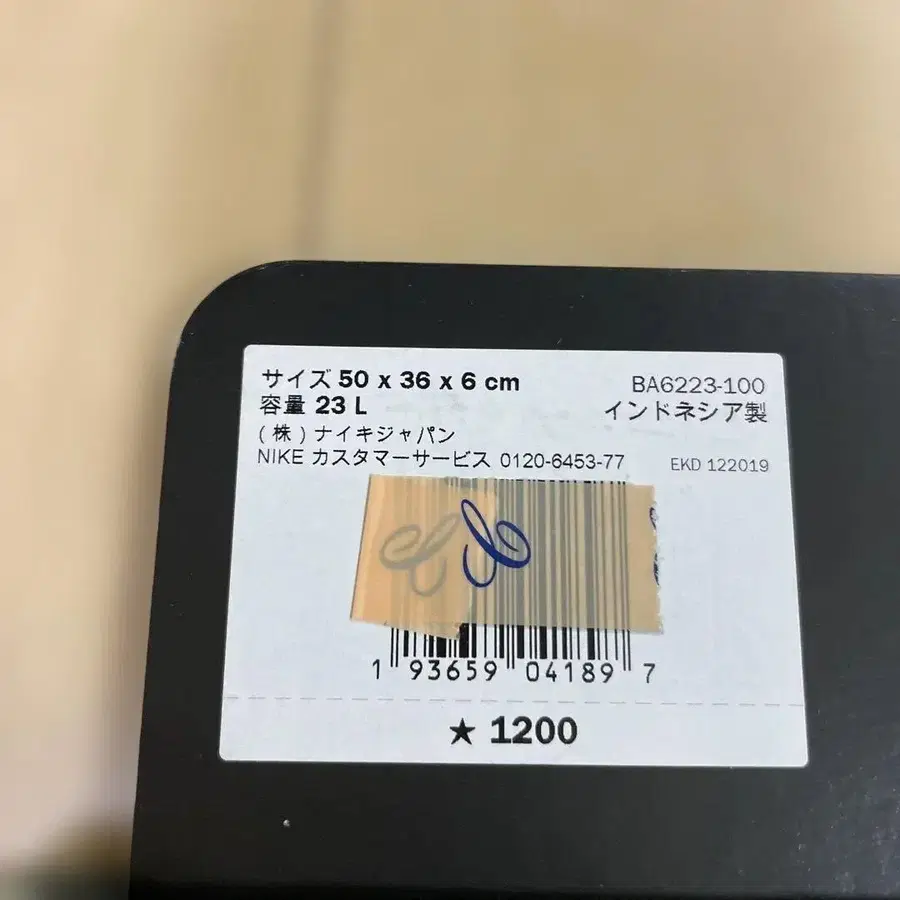 サイズ 50 x 36 x 6 cm
BA6223-100
容量 23 L
インドネシア製
(株)ナイキジャパン
NIKE カスタマーサービス 0120-6453-77
EKD 122019
1 93659 04189 7
★ 1200